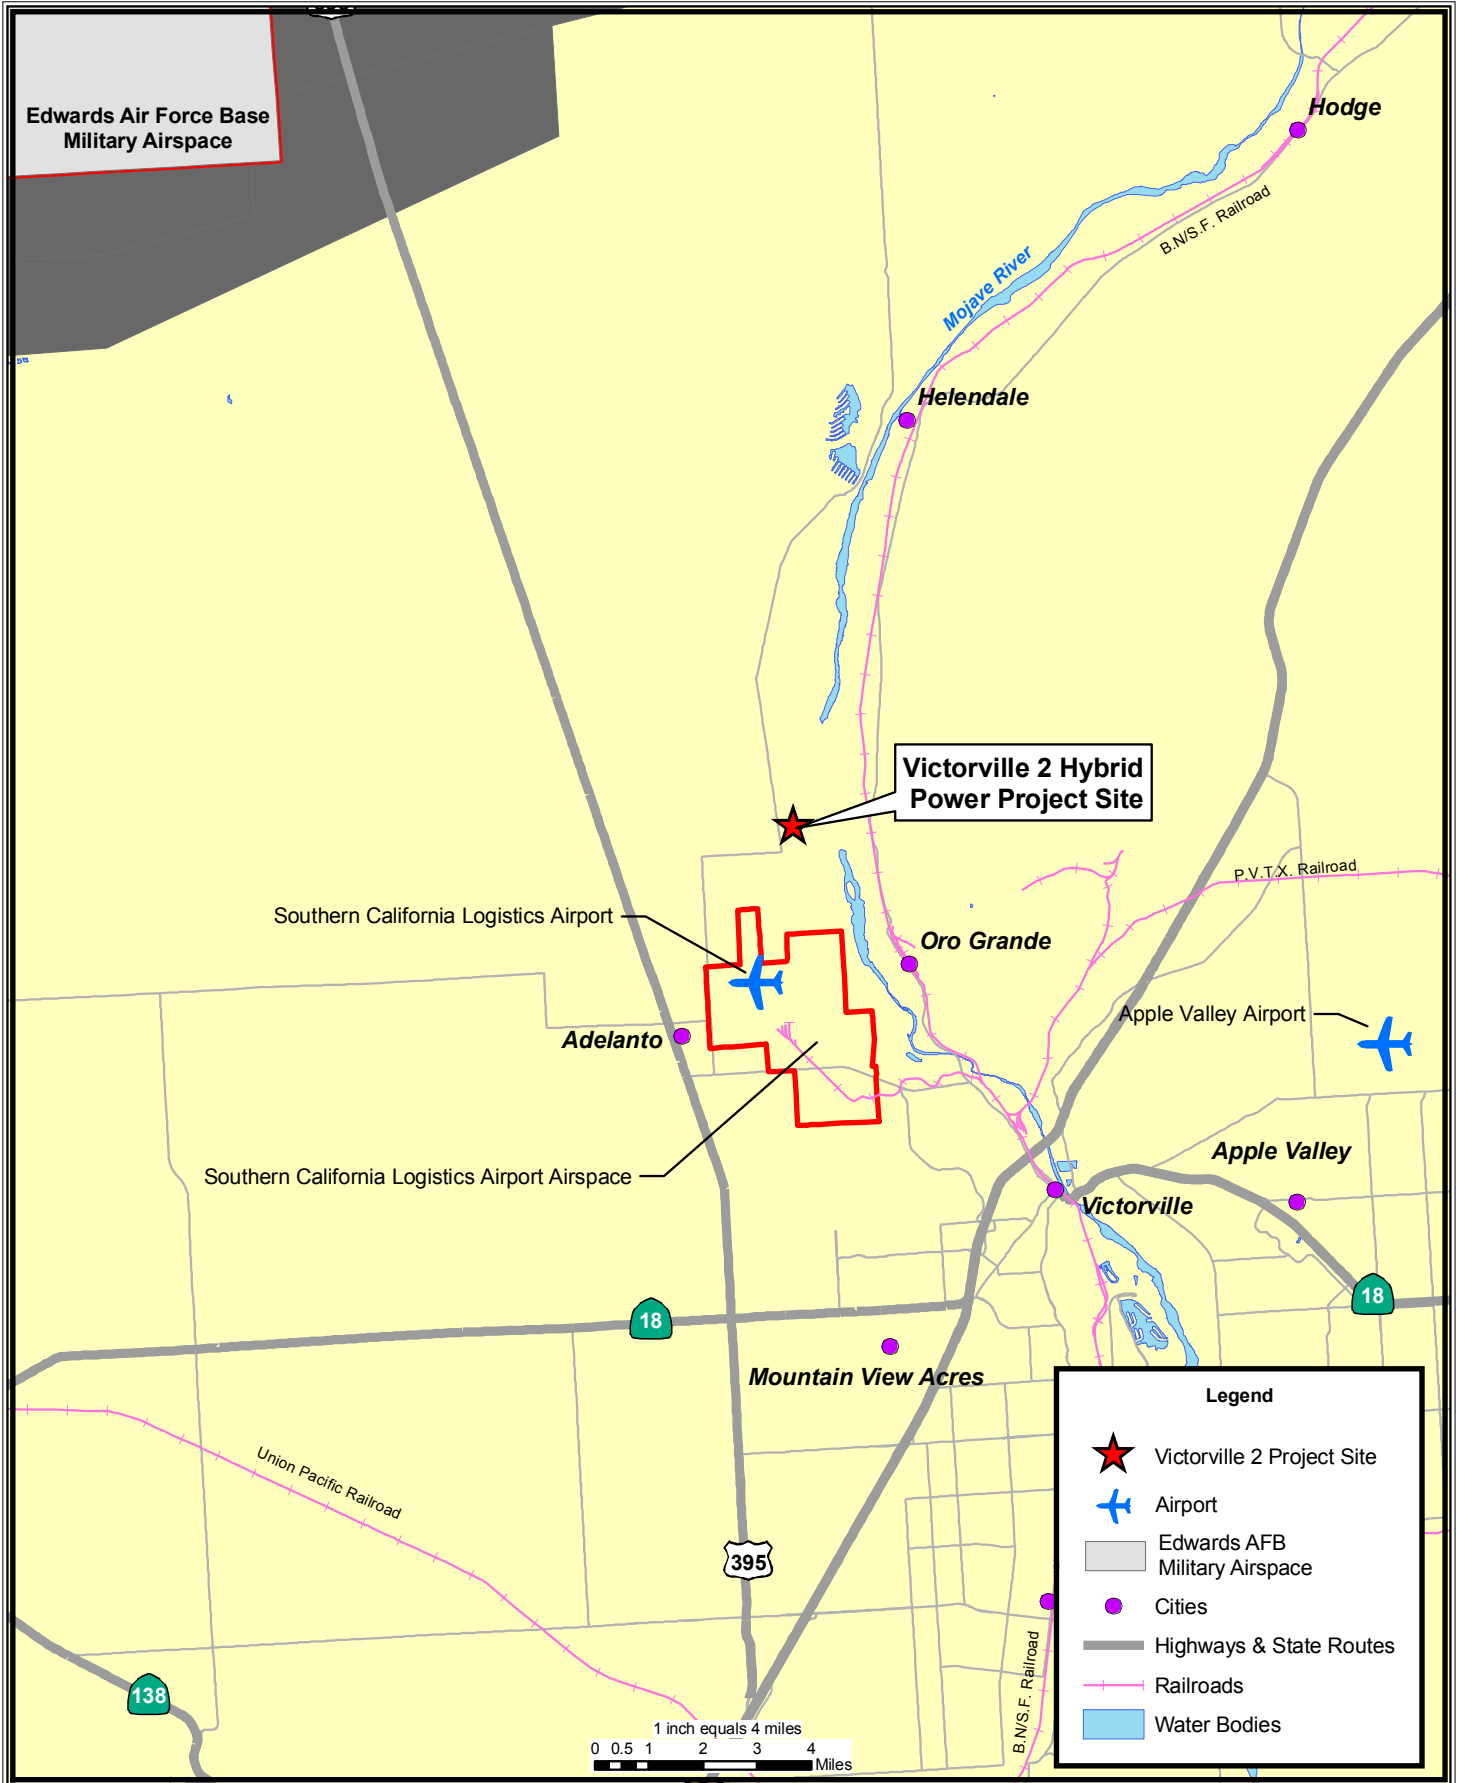 Edwards Air Force Base
Military Airspace
Hodge
B.N/S.F. Railroad
Mojave River
Helendale
Victorville 2 Hybrid
Power Project Site
P.V.T.X. Railroad
Southern California Logistics Airport
Oro Grande
Apple Valley Airport
Adelanto
Apple Valley
Southern California Logistics Airport Airspace
Victorville
18
18
Mountain View Acres
Union Pacific Railroad
395
138
B.N/S.F. Railroad
1 inch equals 4 miles
0 0.5 1 2 3 4
Miles
Legend
Victorville 2 Project Site
Airport
Edwards AFB
Military Airspace
Cities
Highways & State Routes
Railroads
Water Bodies